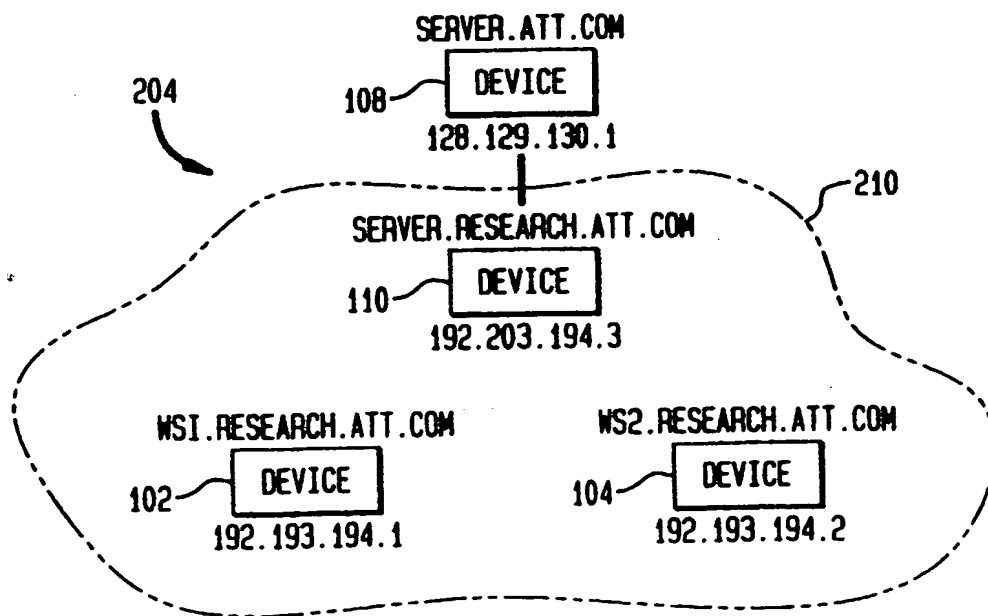 SERVER.ATT.COM
204
108
DEVICE
128.129.130.1
210
SERVER.RESEARCH.ATT.COM
110
DEVICE
192.203.194.3
WSI.RESEARCH.ATT.COM
WS2.RESEARCH.ATT.COM
102
DEVICE
104
DEVICE
192.193.194.1
192.193.194.2